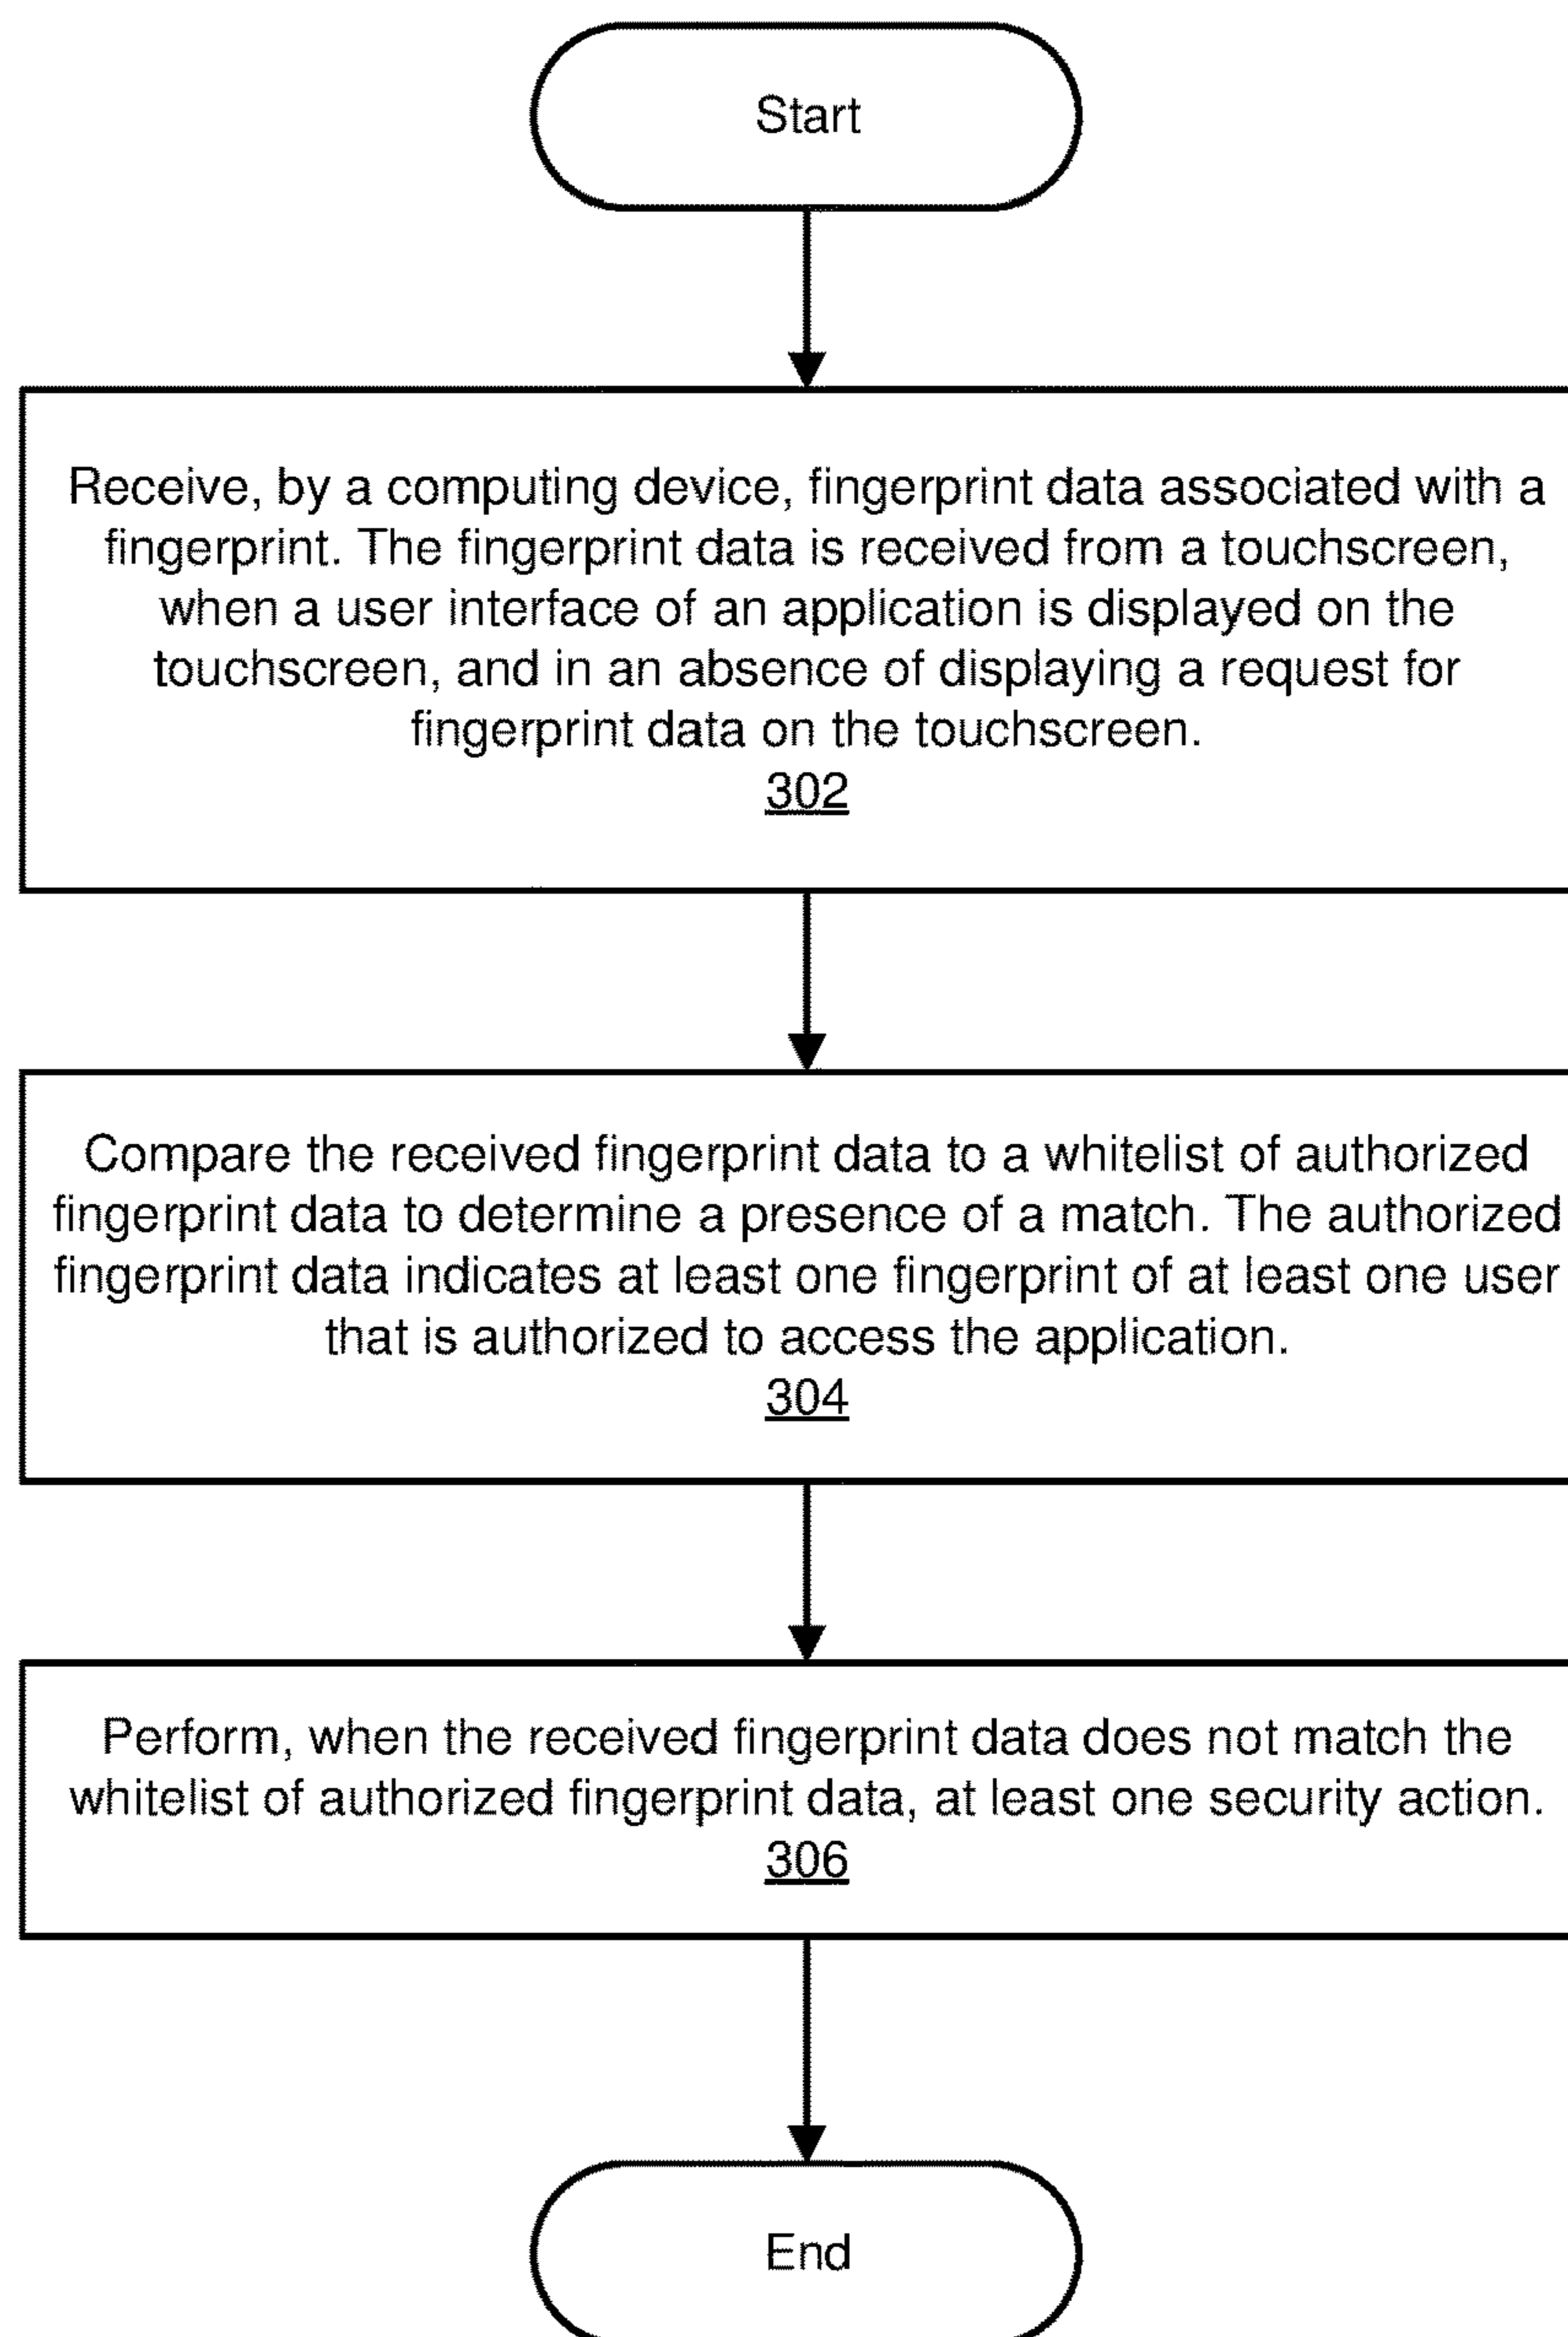 Start
Receive, by a computing device, fingerprint data associated with a
fingerprint. The fingerprint data is received from a touchscreen,
when a user interface of an application is displayed on the
touchscreen, and in an absence of displaying a request for
fingerprint data on the touchscreen.
302
Compare the received fingerprint data to a whitelist of authorized
fingerprint data to determine a presence of a match. The authorized
fingerprint data indicates at least one fingerprint of at least one user
that is authorized to access the application.
304
Perform, when the received fingerprint data does not match the
whitelist of authorized fingerprint data, at least one security action.
306
End